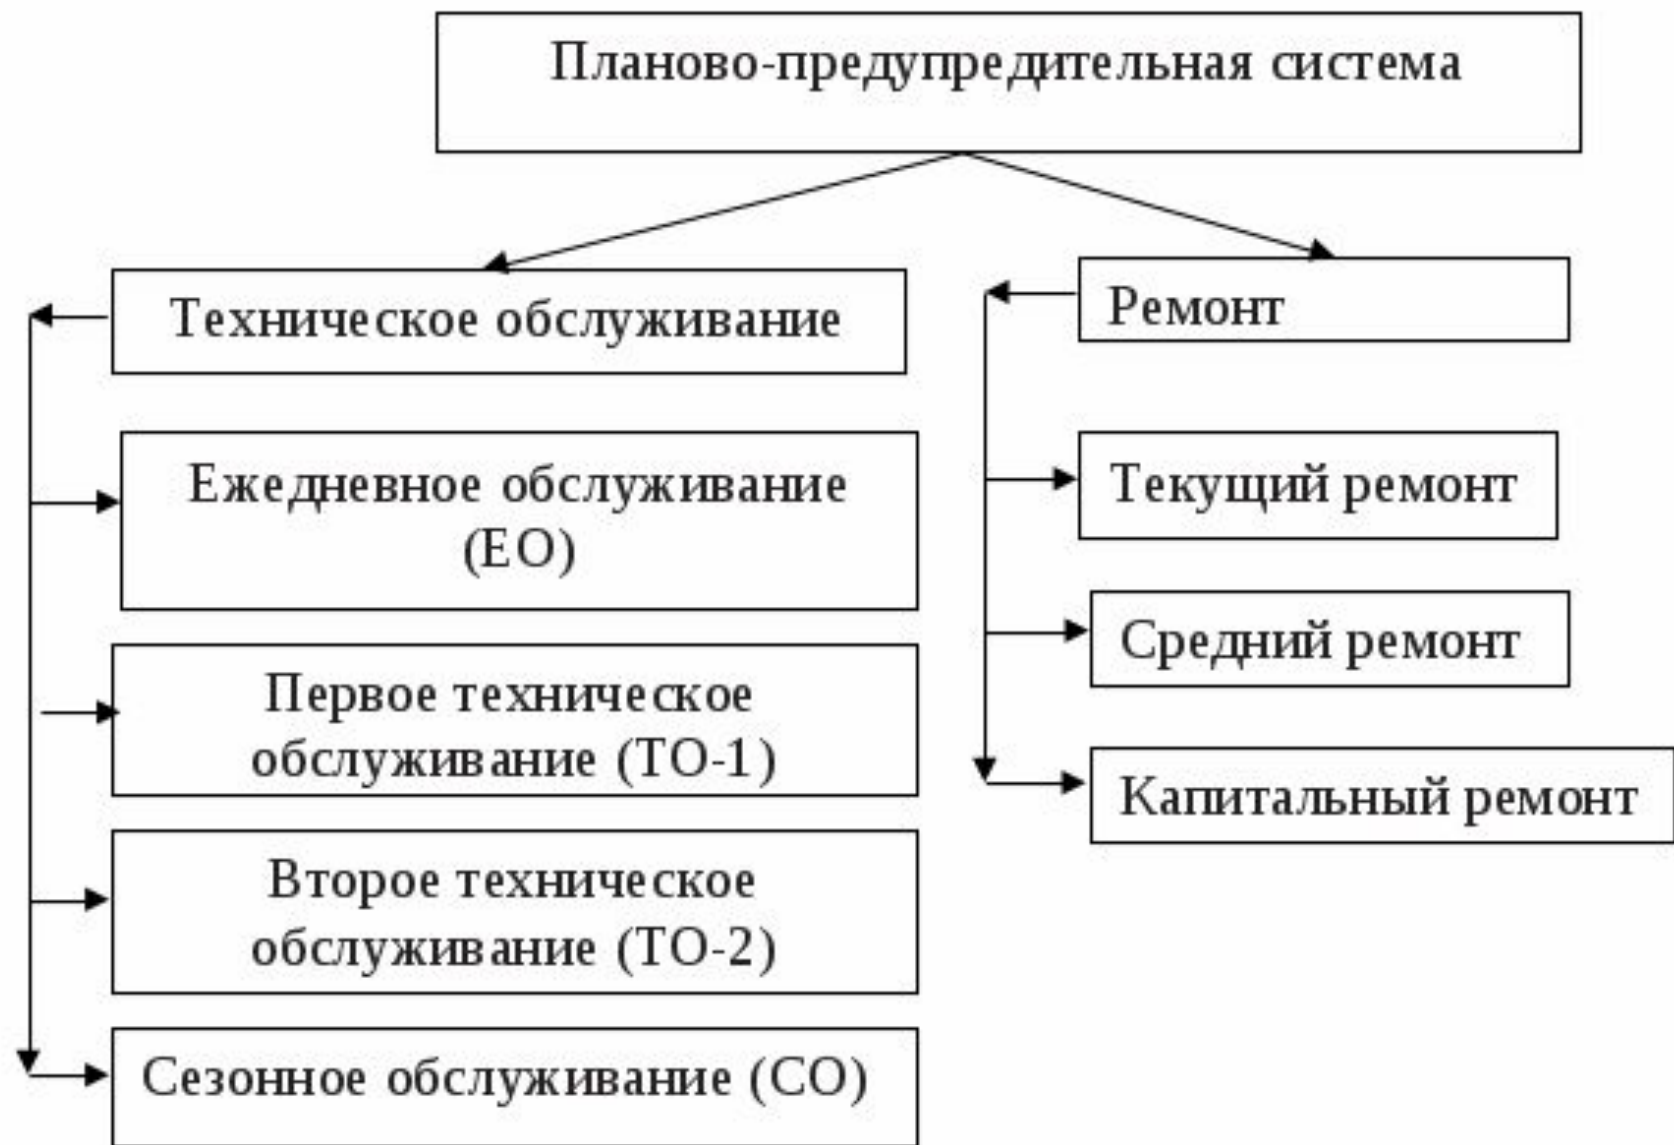 Планово-предупредительная система
Техническое обслуживание
Ежедневное обслуживание
(ЕО)
Первое техническое
обслуживание (ТО-1)
Второе техническое
обслуживание (ТО-2)
Сезонное обслуживание (СО)
Ремонт
Текущий ремонт
Средний ремонт
Капитальный ремонт